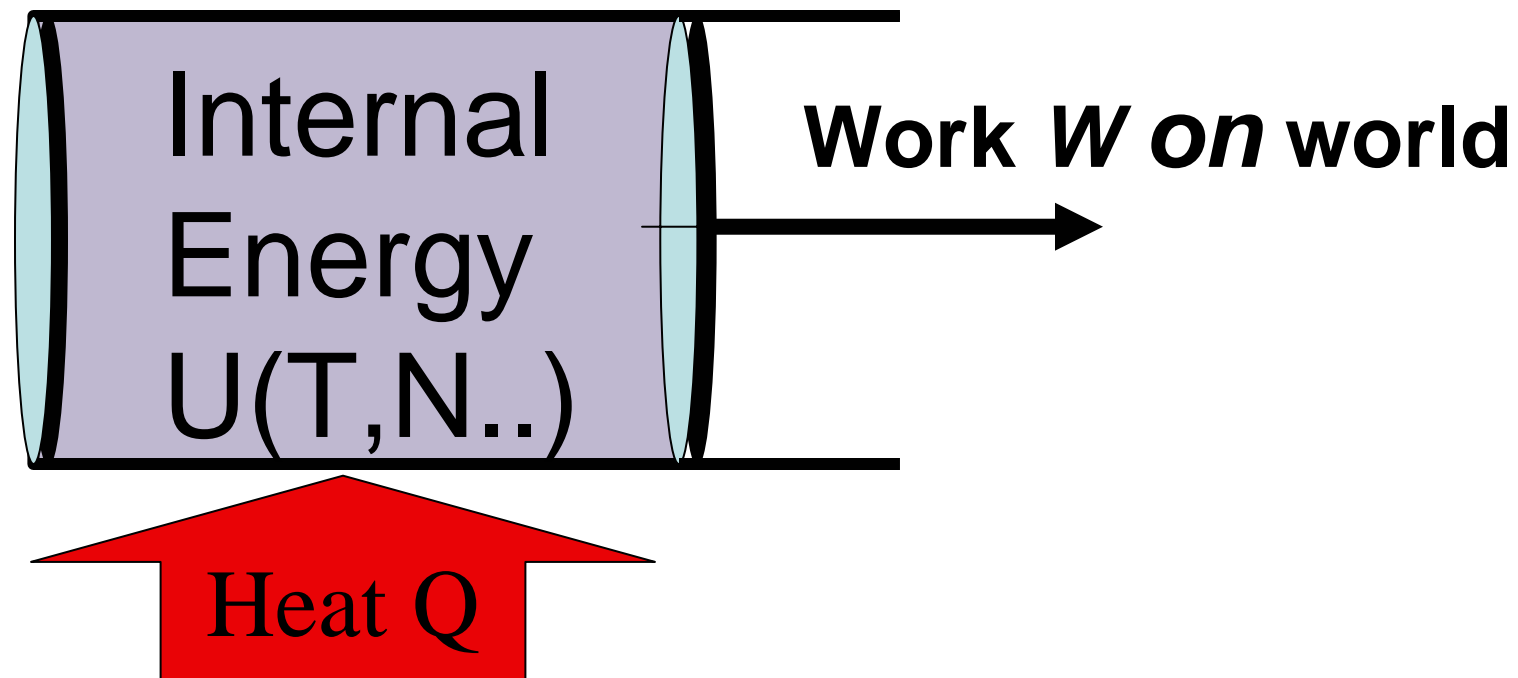 Internal
Energy
U(T,N..)
Work W on world
Heat Q